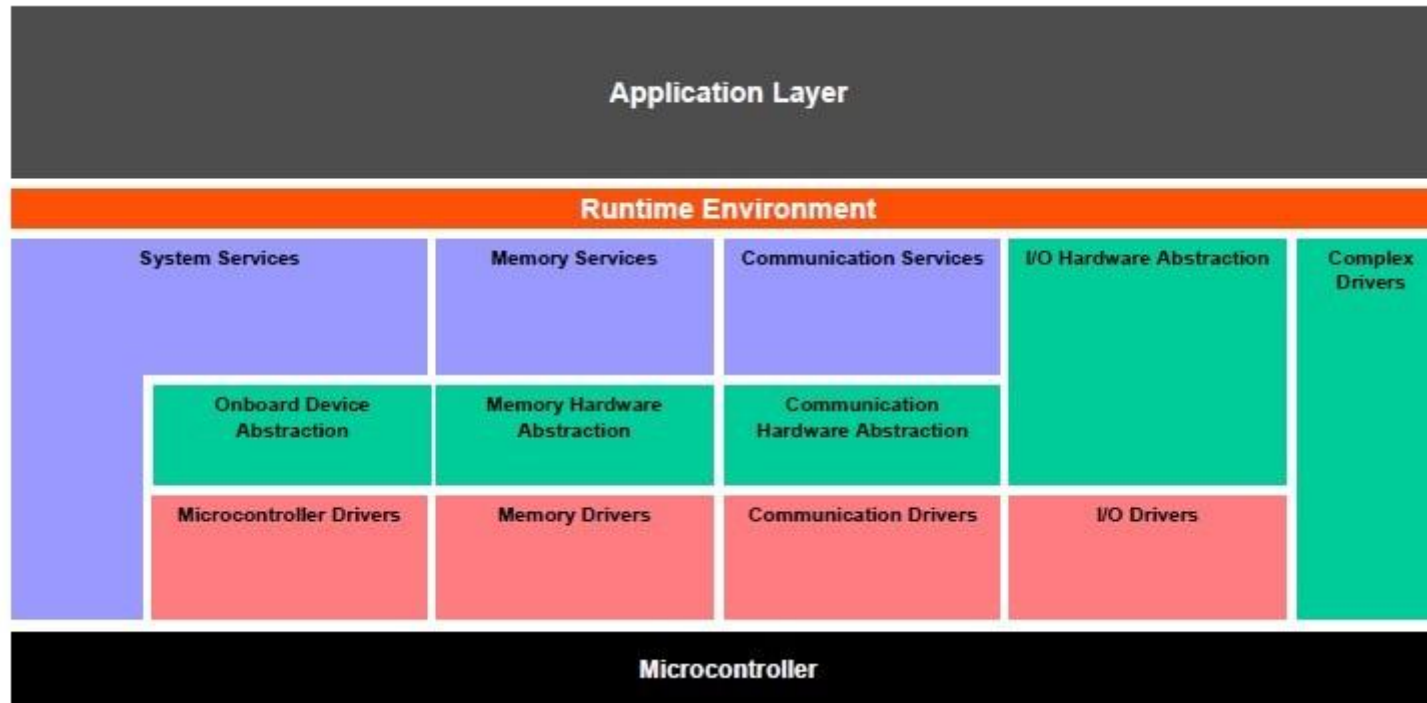 Application Layer
Runtime Environment
System Services
Memory Services
Communication Services
I/O Hardware Abstraction
Complex
Drivers
Onboard Device
Abstraction
Memory Hardware
Abstraction
Communication
Hardware Abstraction
Microcontroller Drivers
Memory Drivers
Communication Drivers
I/O Drivers
Microcontroller